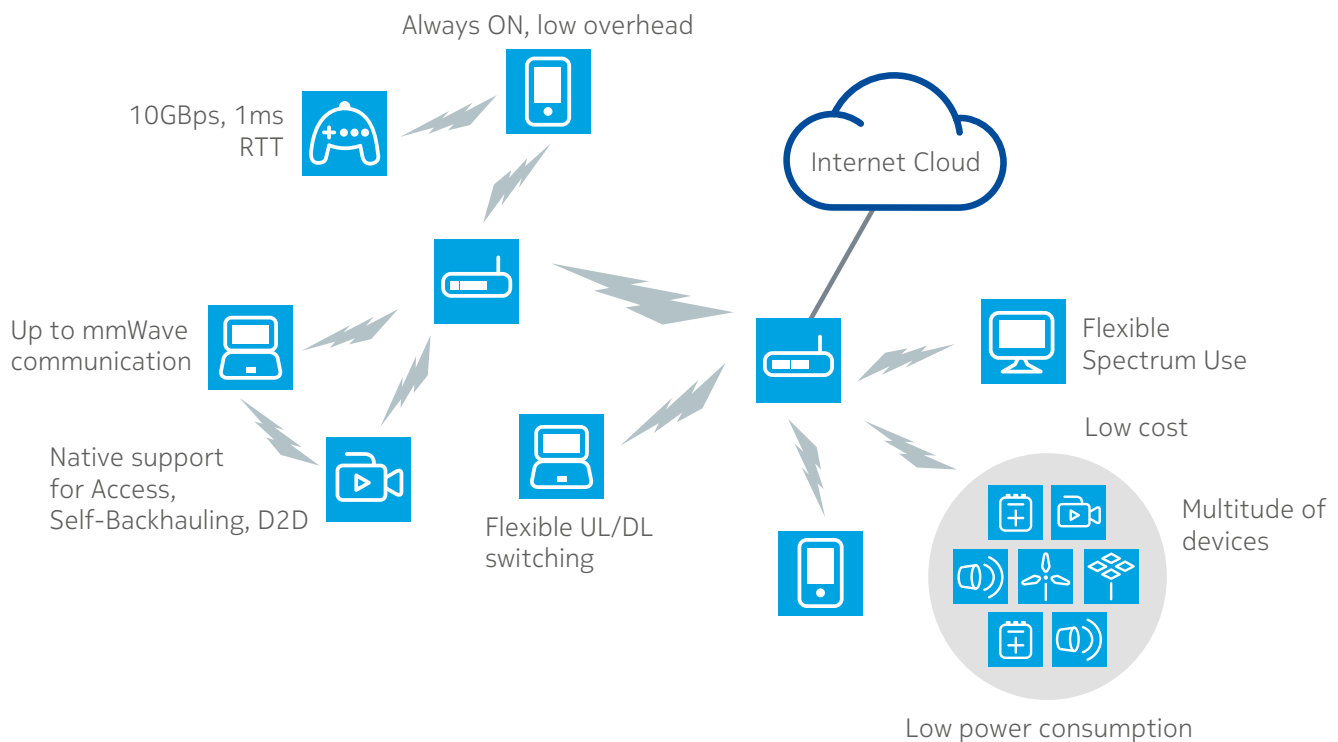 Always ON, low overhead
10GBps, 1ms
RTT
Internet Cloud
Up to mmWave
communication
Flexible
Spectrum Use
Low cost
Native support
for Access,
Self-Backhauling, D2D
Flexible UL/DL
switching
Multitude of
devices
Low power consumption